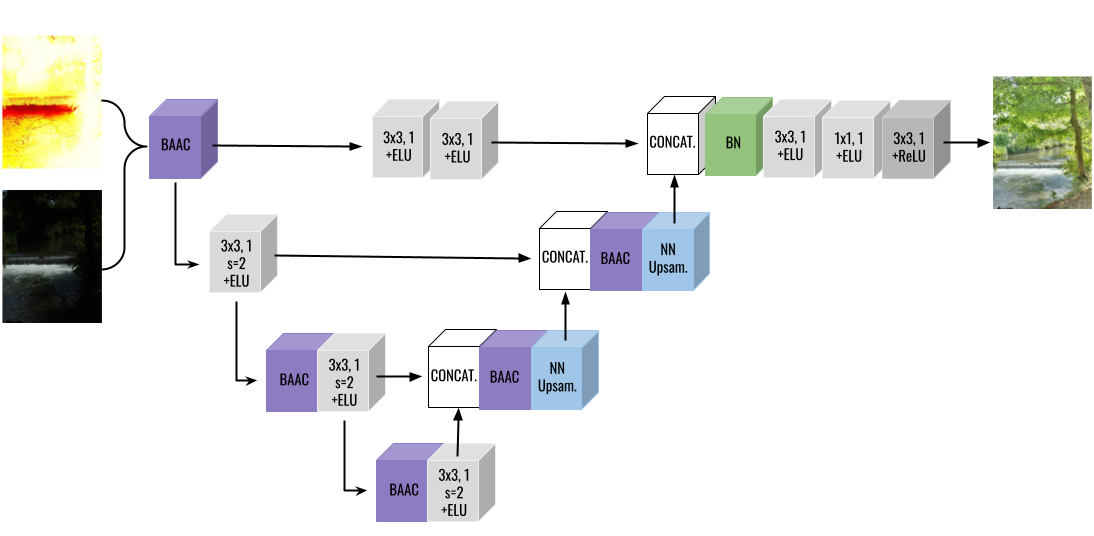 BAAC
3x3, 1
+ELU
3x3, 1
+ELU
CONCAT.
BN
3x3, 1
+ELU
1x1, 1
+ELU
3x3, 1
+ReLU
3x3, 1
s=2
+ELU
CONCAT.
BAAC
NN
Upsam.
BAAC
3x3, 1
s=2
+ELU
CONCAT.
BAAC
NN
Upsam.
BAAC
3x3, 1
s=2
+ELU